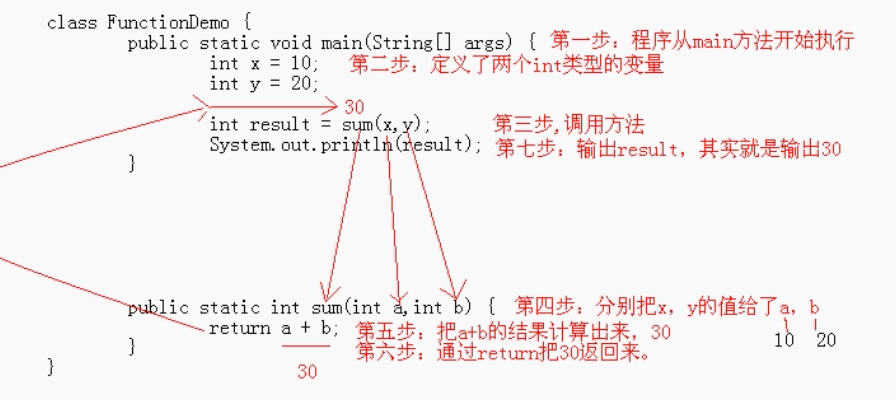 class FunctionDemo {
public static void main(String[] args) { 第一步：程序从main方法开始执行
int x = 10; 第二步：定义了两个int类型的变量
int y = 20;
30
int result = sum(x,y); 第三步,调用方法
System.out.println(result); 第七步：输出result，其实就是输出30
}
public static int sum(int a,int b) { 第四步：分别把x，y的值给了a，b
return a + b; 第五步：把a+b的结果计算出来，30
10 20
} 第六步：通过return把30返回来。
30
}